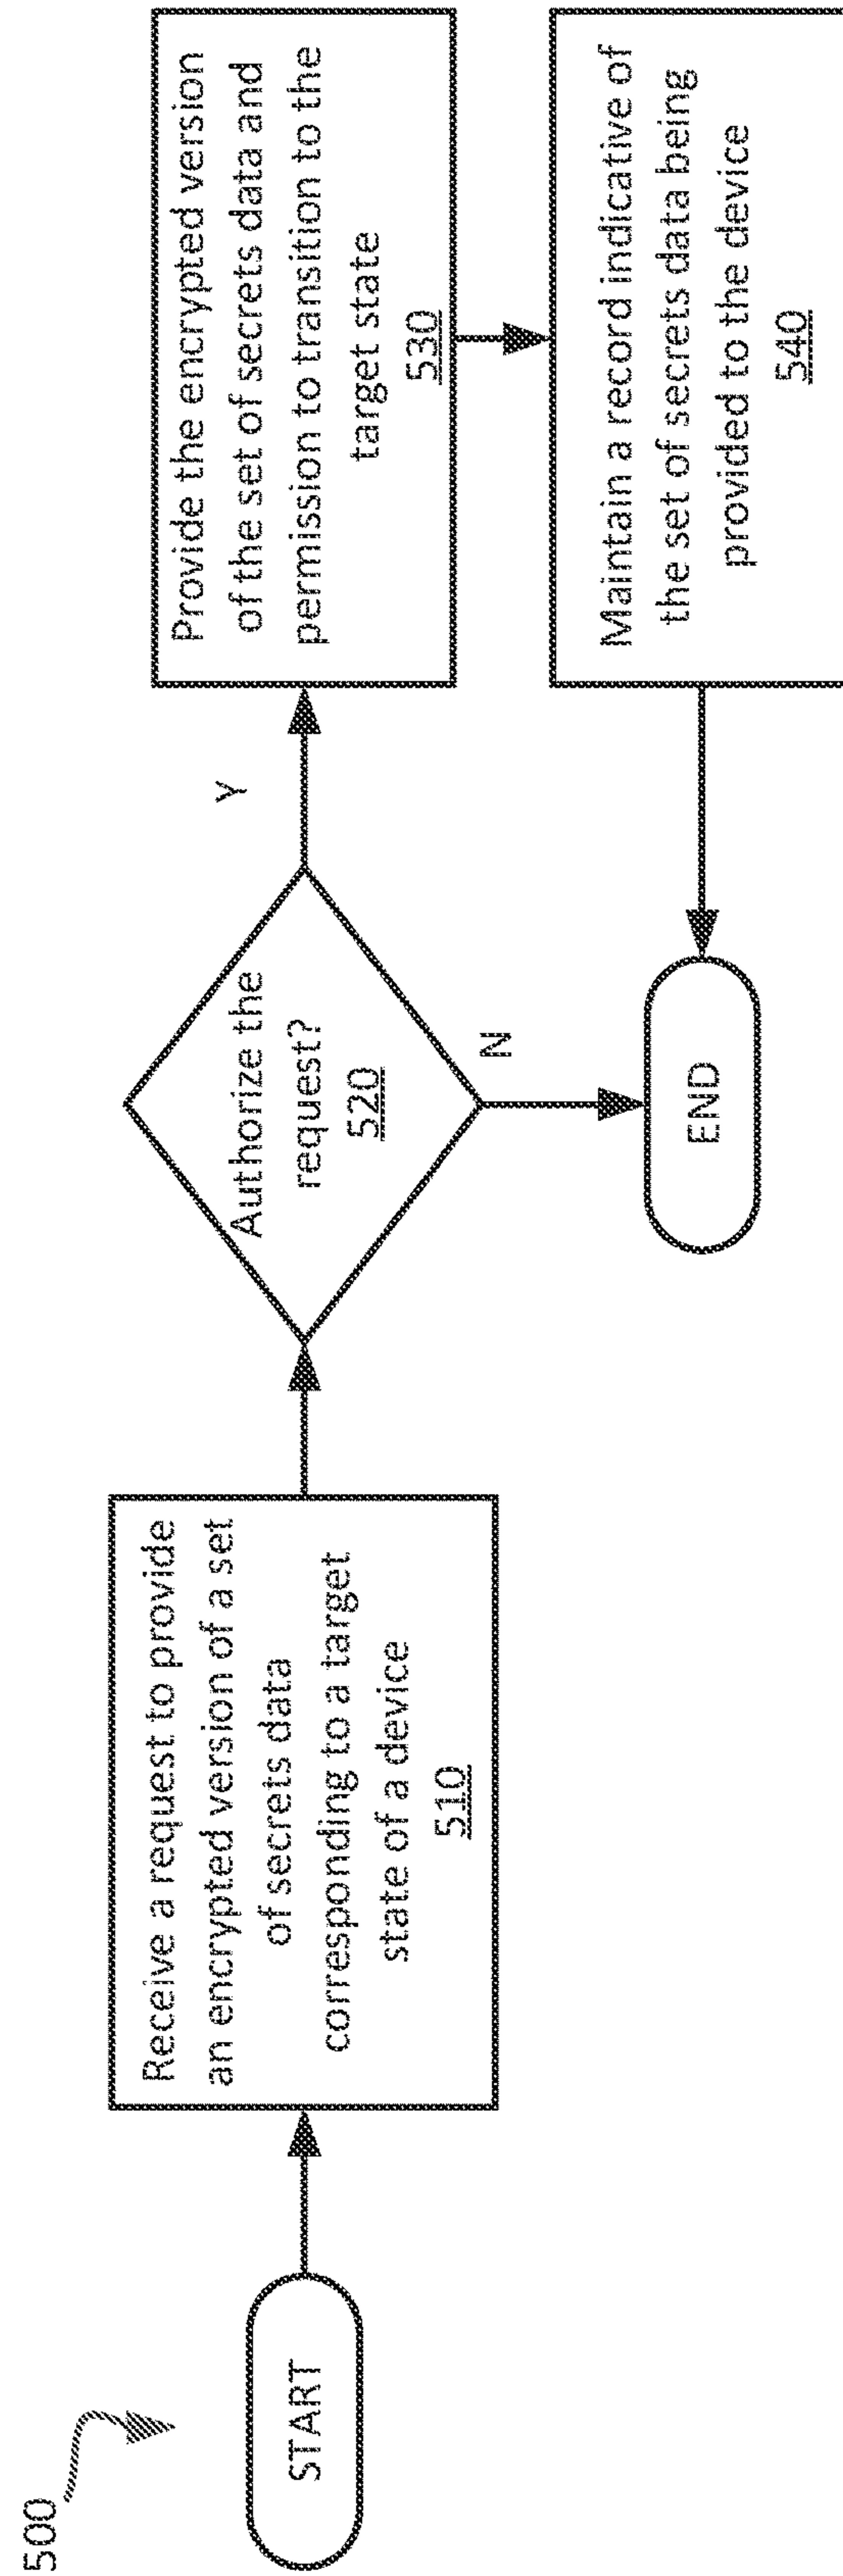 500
START
Receive a request to provide
an encrypted version of a set
of secrets data
corresponding to a target
state of a device
510
Authorize the
request?
520
Y
N
Provide the encrypted version
of the set of secrets data and
permission to transition to the
target state
530
Maintain a record indicative of
the set of secrets data being
provided to the device
540
END